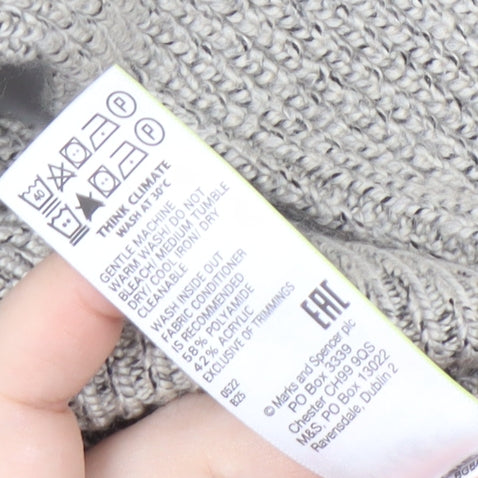 40 P
P
THINK CLIMATE
WASH AT 30°C
GENTLE MACHINE
WARM WASH/ DO NOT
BLEACH/ MEDIUM TUMBLE
DRY/ COOL IRON/ DRY
CLEANABLE
WASH INSIDE OUT
FABRIC CONDITIONER
IS RECOMMENDED
58% POLYAMIDE
42% ACRYLIC
EXCLUSIVE OF TRIMMINGS
0522
B25
EAC
© Marks and Spencer plc
PO Box 3339
Chester CH99 9QS
M&S, PO Box 13022
Ravensdale, Dublin 2